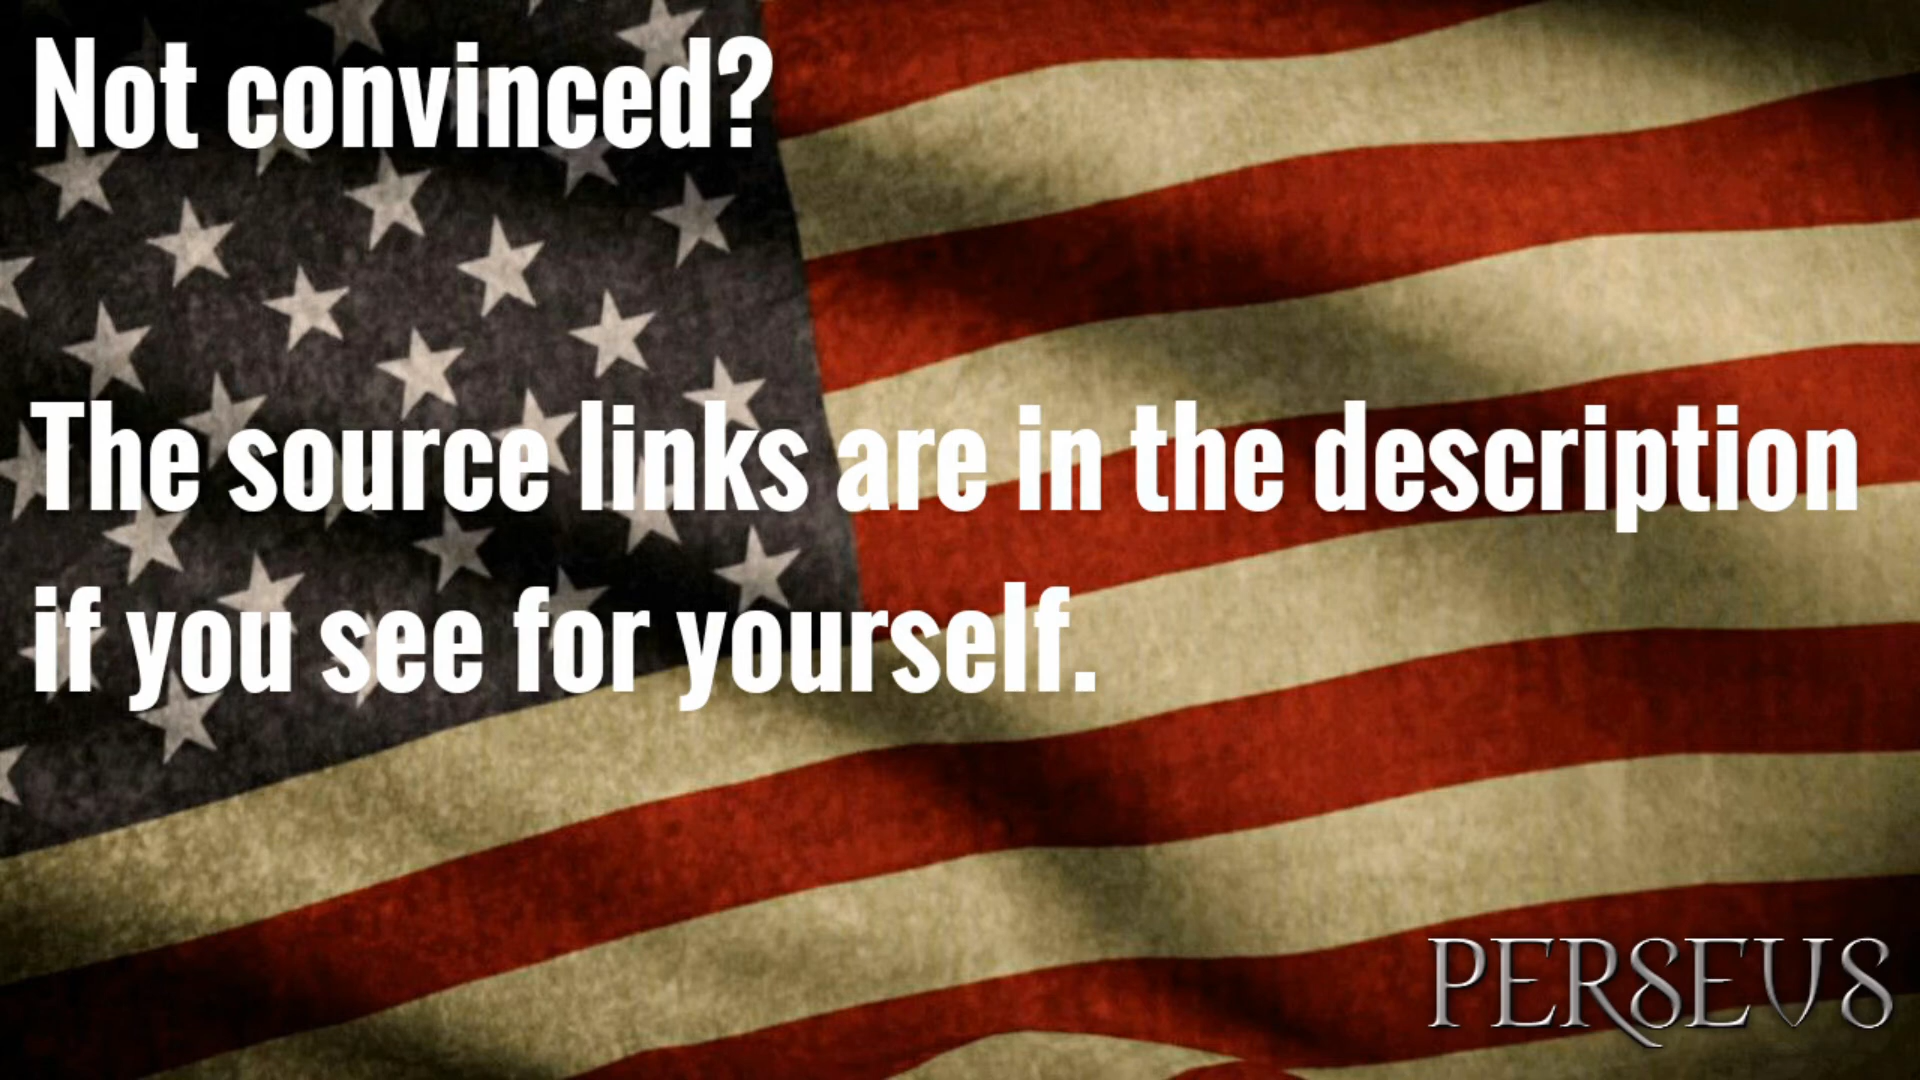 Not convinced?
The source links are in the description
if you see for yourself.
PERSEUS